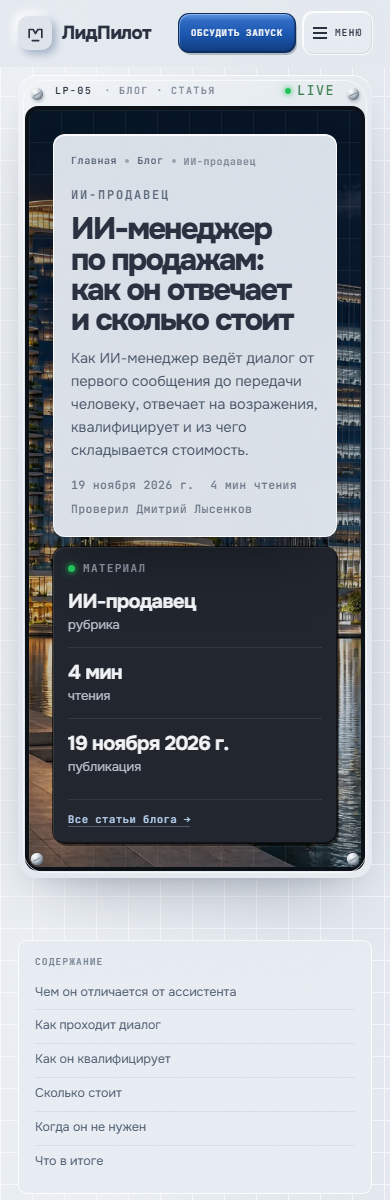 ЛидПилот
ОБСУДИТЬ ЗАПУСК
МЕНЮ
LP-05 · БЛОГ · СТАТЬЯ
LIVE
Главная • Блог • ИИ-продавец
ИИ-ПРОДАВЕЦ
ИИ-менеджер
по продажам:
как он отвечает
и сколько стоит
Как ИИ-менеджер ведёт диалог от
первого сообщения до передачи
человеку, отвечает на возражения,
квалифицирует и из чего
складывается стоимость.
19 ноября 2026 г. 4 мин чтения
Проверил Дмитрий Лысенков
МАТЕРИАЛ
ИИ-продавец
рубрика
4 мин
чтения
19 ноября 2026 г.
публикация
Все статьи блога →
СОДЕРЖАНИЕ
Чем он отличается от ассистента
Как проходит диалог
Как он квалифицирует
Сколько стоит
Когда он не нужен
Что в итоге